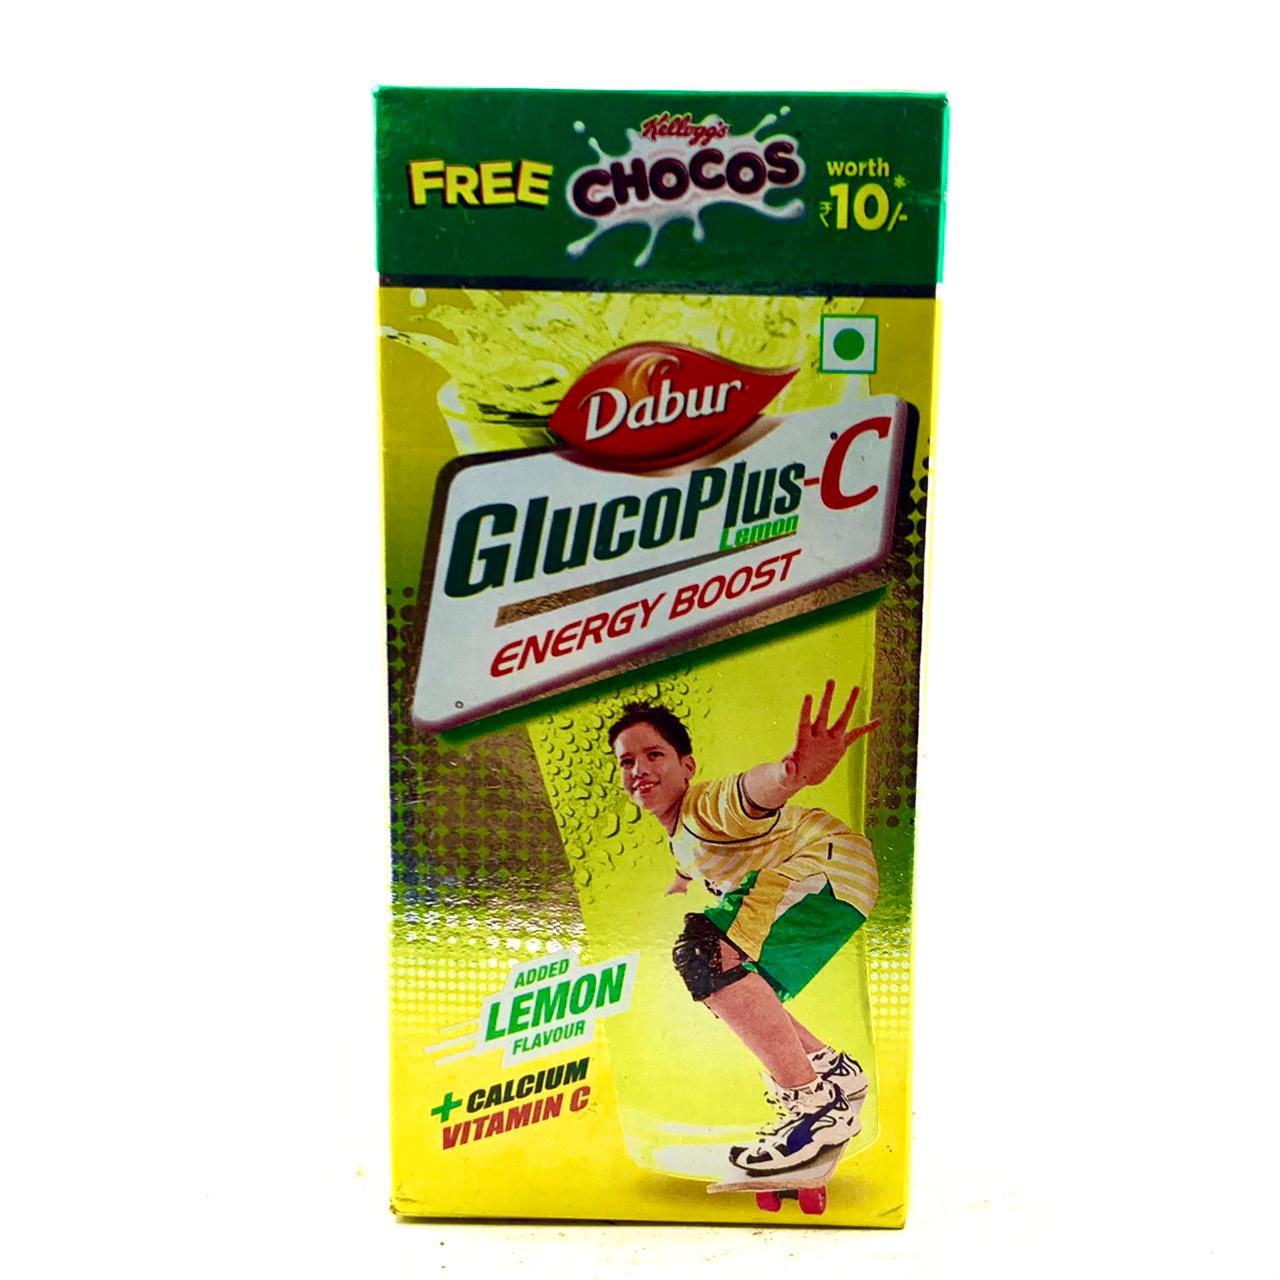 Kellogg's
FREE CHOCOS worth
₹10/-*
Dabur
GlucoPlus-C
Lemon
ENERGY BOOST
ADDED
LEMON
FLAVOUR
+CALCIUM
VITAMIN C